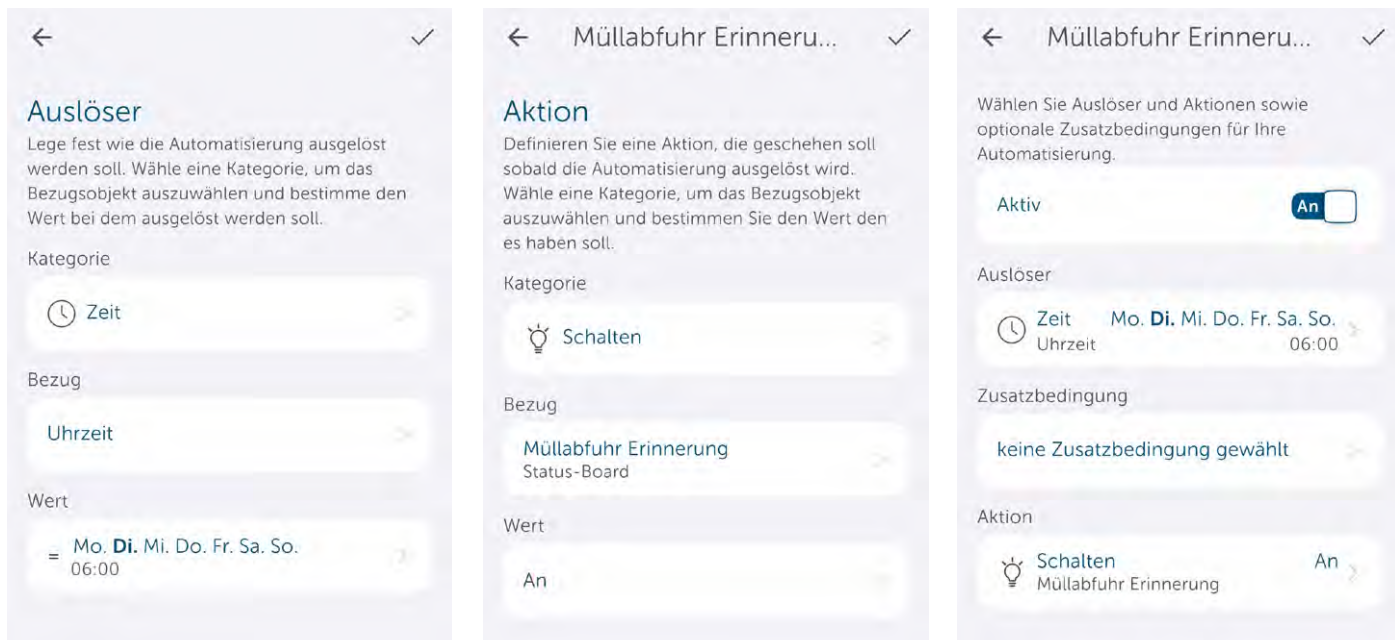 Auslöser
Lege fest wie die Automatisierung ausgelöst
werden soll. Wähle eine Kategorie, um das
Bezugsobjekt auszuwählen und bestimme den
Wert bei dem ausgelöst werden soll.
Kategorie
Zeit
Bezug
Uhrzeit
Wert
= Mo. Di. Mi. Do. Fr. Sa. So.
06:00
Müllabfuhr Erinneru...
Aktion
Definieren Sie eine Aktion, die geschehen soll
sobald die Automatisierung ausgelöst wird.
Wähle eine Kategorie, um das Bezugsobjekt
auszuwählen und bestimmen Sie den Wert den
es haben soll.
Kategorie
Schalten
Bezug
Müllabfuhr Erinnerung
Status-Board
Wert
An
Müllabfuhr Erinneru...
Wählen Sie Auslöser und Aktionen sowie
optionale Zusatzbedingungen für Ihre
Automatisierung.
Aktiv An
Auslöser
Zeit Mo. Di. Mi. Do. Fr. Sa. So.
Uhrzeit 06:00
Zusatzbedingung
keine Zusatzbedingung gewählt
Aktion
Schalten An
Müllabfuhr Erinnerung